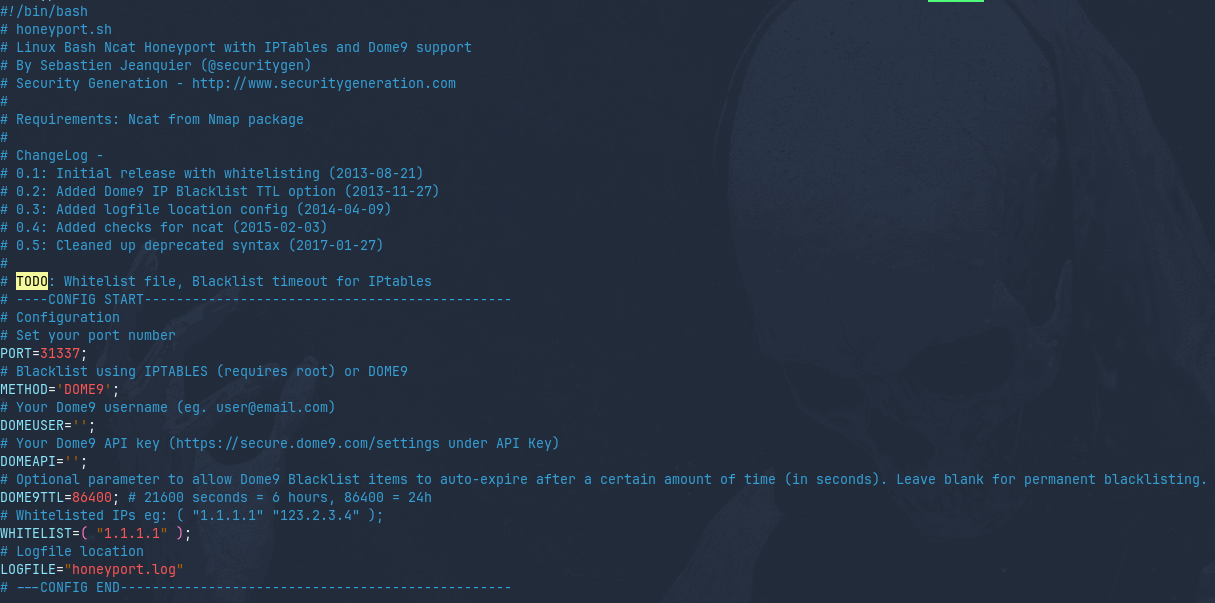 #!/bin/bash
# honeyport.sh
# Linux Bash Ncat Honeyport with IPTables and Dome9 support
# By Sebastien Jeanquier (@securitygen)
# Security Generation - http://www.securitygeneration.com
#
# Requirements: Ncat from Nmap package
#
# ChangeLog -
# 0.1: Initial release with whitelisting (2013-08-21)
# 0.2: Added Dome9 IP Blacklist TTL option (2013-11-27)
# 0.3: Added logfile location config (2014-04-09)
# 0.4: Added checks for ncat (2015-02-03)
# 0.5: Cleaned up deprecated syntax (2017-01-27)
#
# TODO: Whitelist file, Blacklist timeout for IPtables
# ----CONFIG START----------------------------------------------
# Configuration
# Set your port number
PORT=31337;
# Blacklist using IPTABLES (requires root) or DOME9
METHOD='DOME9';
# Your Dome9 username (eg. user@email.com)
DOMEUSER='';
# Your Dome9 API key (https://secure.dome9.com/settings under API Key)
DOMEAPI='';
# Optional parameter to allow Dome9 Blacklist items to auto-expire after a certain amount of time (in seconds). Leave blank for permanent blacklisting.
DOME9TTL=86400; # 21600 seconds = 6 hours, 86400 = 24h
# Whitelisted IPs eg: ( "1.1.1.1" "123.2.3.4" );
WHITELIST=( "1.1.1.1" );
# Logfile location
LOGFILE="honeyport.log"
# ---CONFIG END-------------------------------------------------